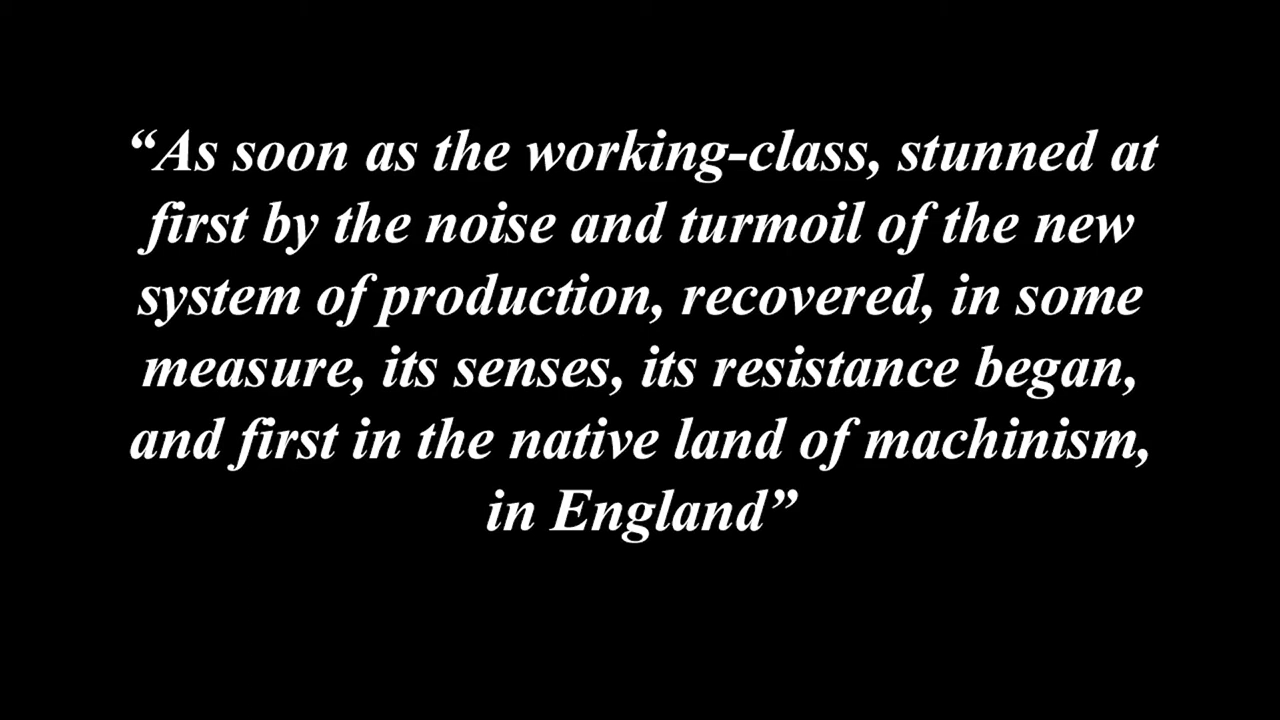 “As soon as the working-class, stunned at
first by the noise and turmoil of the new
system of production, recovered, in some
measure, its senses, its resistance began,
and first in the native land of machinism,
in England”